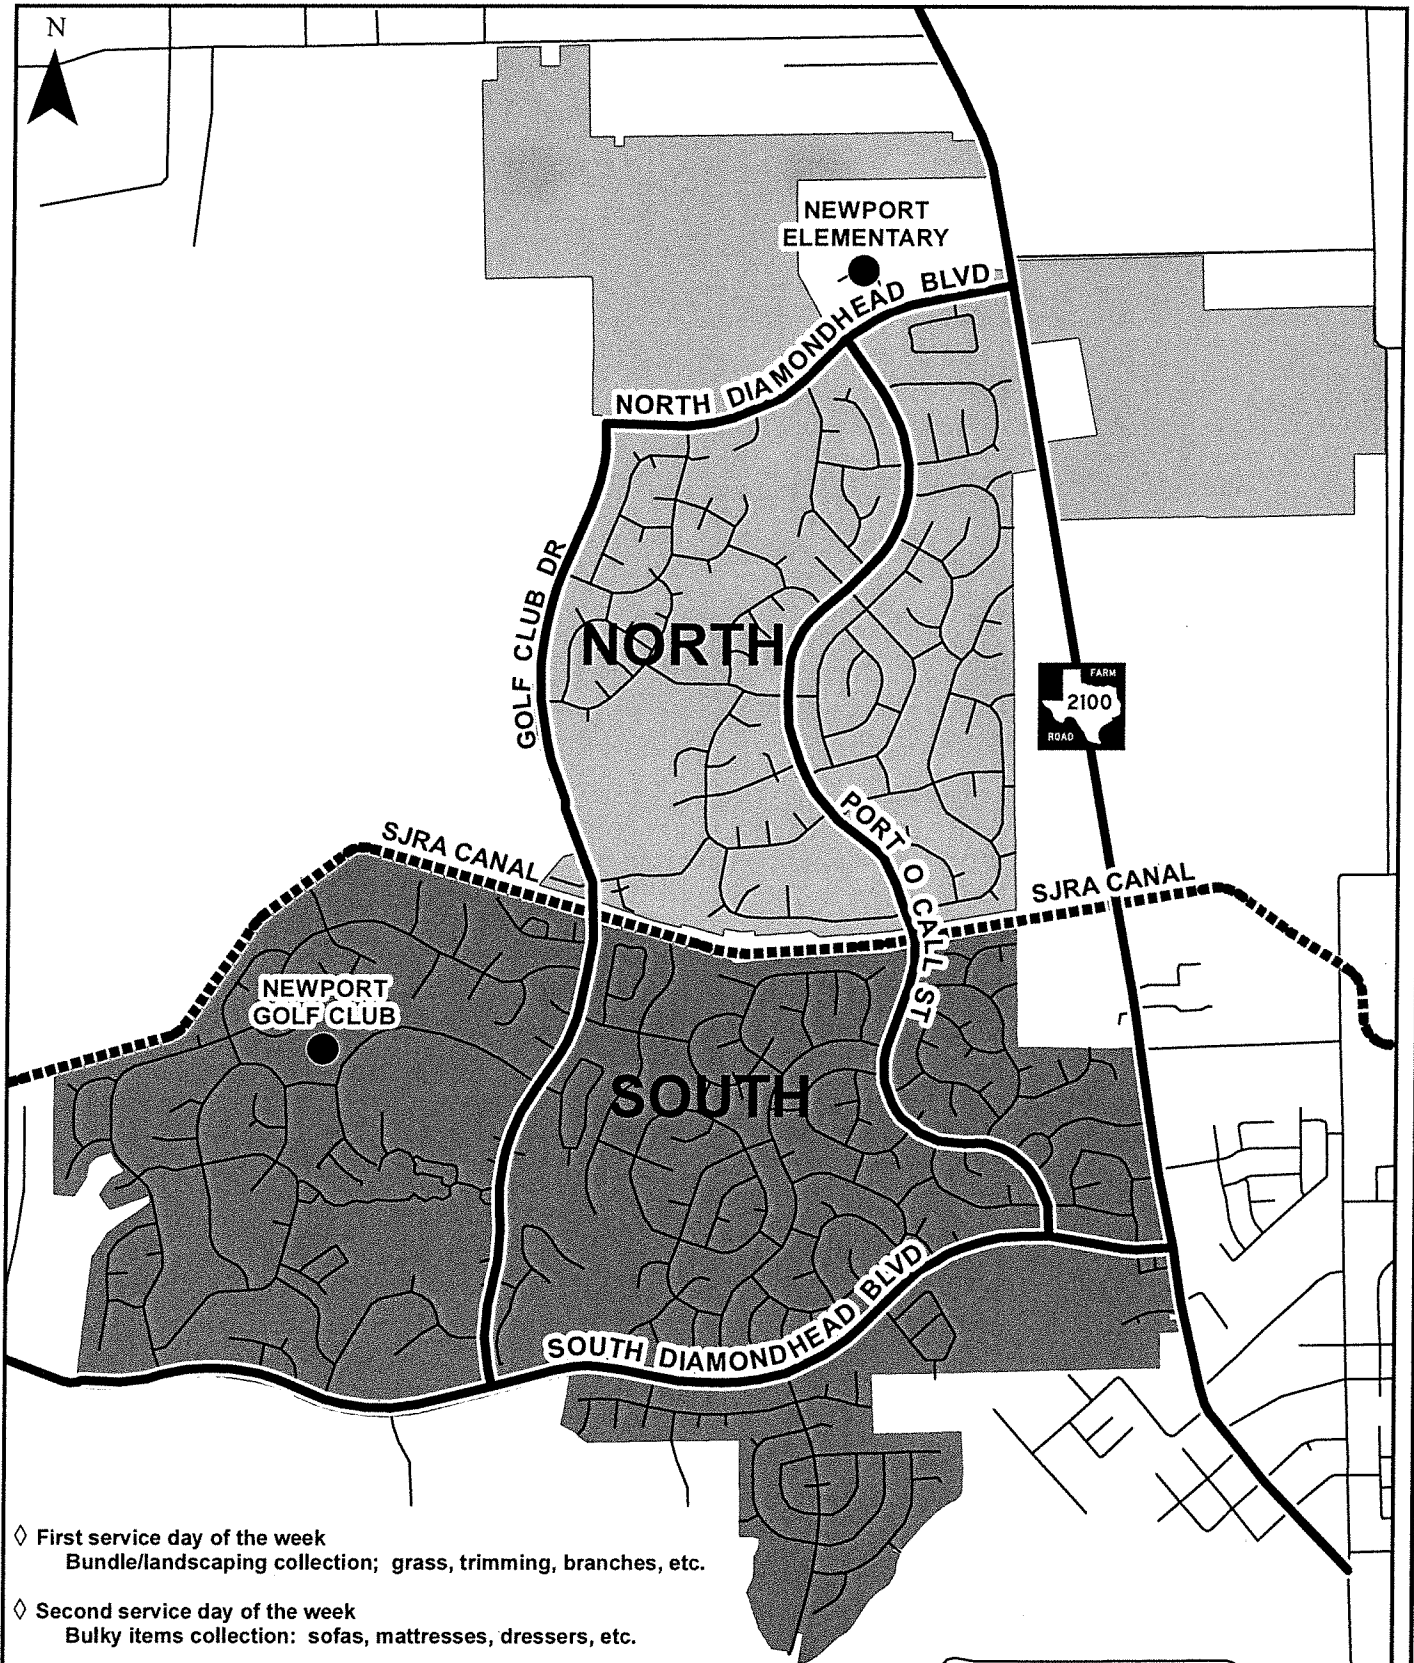 N
NEWPORT
ELEMENTARY
NORTH DIAMONDHEAD BLVD
GOLF CLUB DR
NORTH
FARM
2100
ROAD
PORT O CALL ST
SJRA CANAL
SJRA CANAL
NEWPORT
GOLF CLUB
SOUTH
SOUTH DIAMONDHEAD BLVD
◊ First service day of the week
Bundle/landscaping collection; grass, trimming, branches, etc.
◊ Second service day of the week
Bulky items collection: sofas, mattresses, dressers, etc.